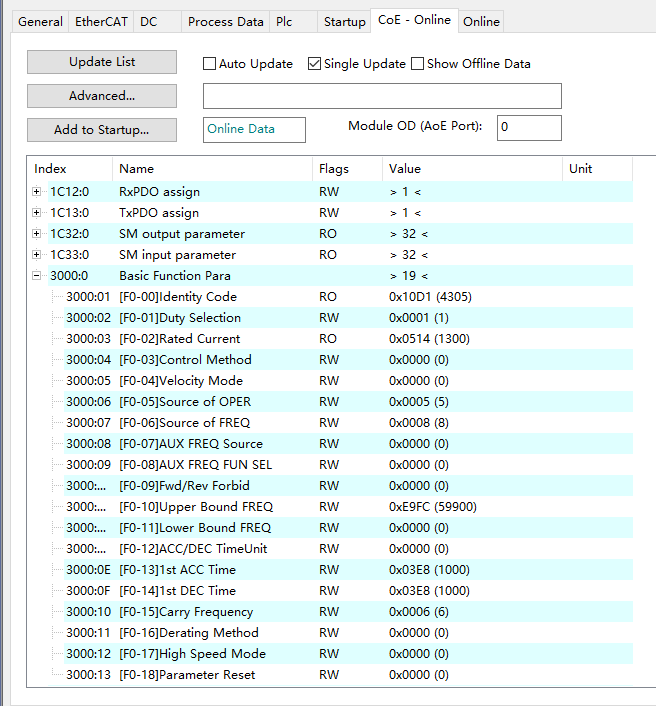 General EtherCAT DC Process Data Plc Startup CoE - Online Online
Update List Auto Update Single Update Show Offline Data
Advanced...
Add to Startup... Online Data Module OD (AoE Port): 0
Index Name Flags Value Unit
1C12:0 RxPDO assign RW > 1 <
1C13:0 TxPDO assign RW > 1 <
1C32:0 SM output parameter RO > 32 <
1C33:0 SM input parameter RO > 32 <
3000:0 Basic Function Para > 19 <
3000:01 [F0-00]Identity Code RO 0x10D1 (4305)
3000:02 [F0-01]Duty Selection RW 0x0001 (1)
3000:03 [F0-02]Rated Current RO 0x0514 (1300)
3000:04 [F0-03]Control Method RW 0x0000 (0)
3000:05 [F0-04]Velocity Mode RW 0x0000 (0)
3000:06 [F0-05]Source of OPER RW 0x0005 (5)
3000:07 [F0-06]Source of FREQ RW 0x0008 (8)
3000:08 [F0-07]AUX FREQ Source RW 0x0000 (0)
3000:09 [F0-08]AUX FREQ FUN SEL RW 0x0000 (0)
3000:... [F0-09]Fwd/Rev Forbid RW 0x0000 (0)
3000:... [F0-10]Upper Bound FREQ RW 0xE9FC (59900)
3000:... [F0-11]Lower Bound FREQ RW 0x0000 (0)
3000:... [F0-12]ACC/DEC TimeUnit RW 0x0000 (0)
3000:0E [F0-13]1st ACC Time RW 0x03E8 (1000)
3000:0F [F0-14]1st DEC Time RW 0x03E8 (1000)
3000:10 [F0-15]Carry Frequency RW 0x0006 (6)
3000:11 [F0-16]Derating Method RW 0x0000 (0)
3000:12 [F0-17]High Speed Mode RW 0x0000 (0)
3000:13 [F0-18]Parameter Reset RW 0x0000 (0)